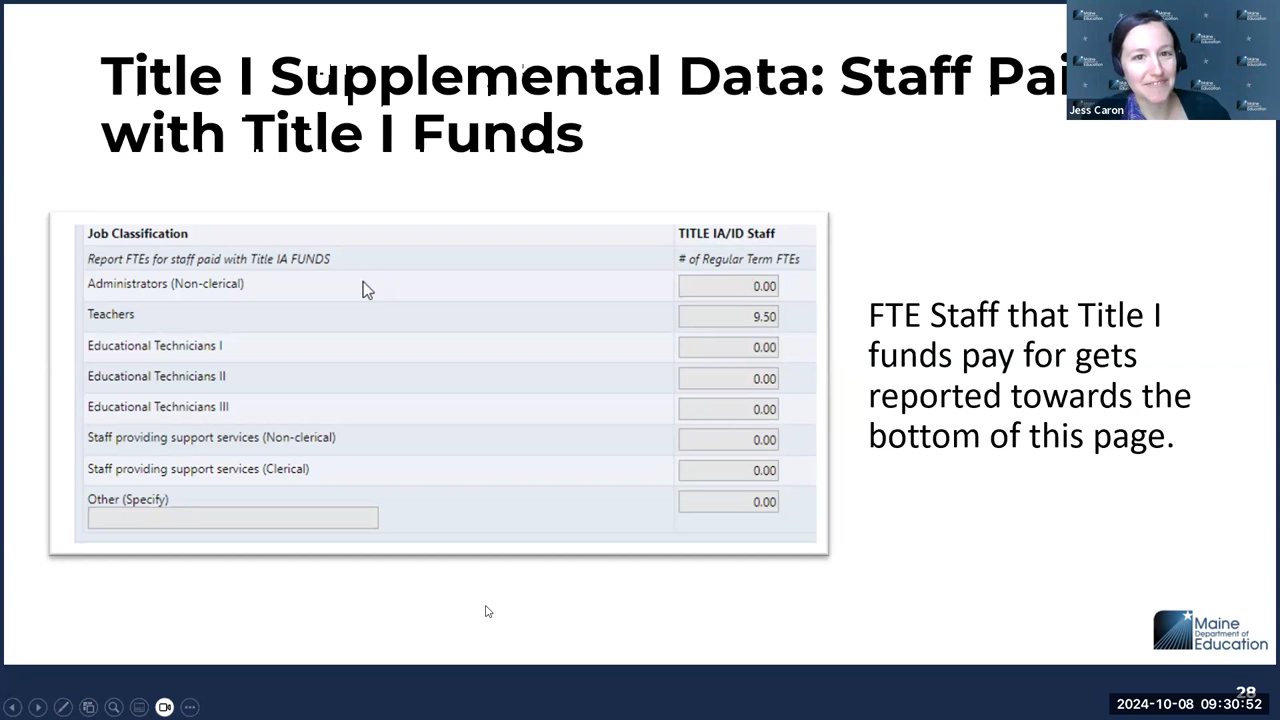 Title I Supplemental Data: Staff Pai
with Title I Funds
Jess Caron
Job Classification TITLE IA/ID Staff
Report FTEs for staff paid with Title IA FUNDS # of Regular Term FTEs
Administrators (Non-clerical) 0.00
Teachers 9.50
Educational Technicians I 0.00
Educational Technicians II 0.00
Educational Technicians III 0.00
Staff providing support services (Non-clerical) 0.00
Staff providing support services (Clerical) 0.00
Other (Specify) 0.00
FTE Staff that Title I
funds pay for gets
reported towards the
bottom of this page.
Maine
Department of
Education
28
2024-10-08 09:30:52